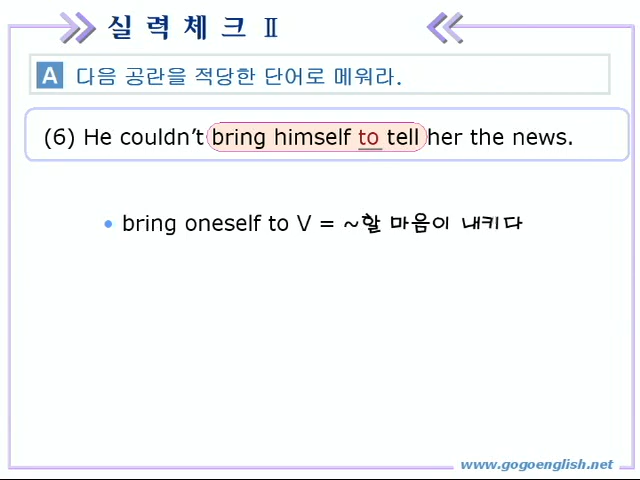 실 력 체 크 Ⅱ
A 다음 공란을 적당한 단어로 메워라.
(6) He couldn't bring himself to tell her the news.
• bring oneself to V = ~할 마음이 내키다
www.gogoenglish.net